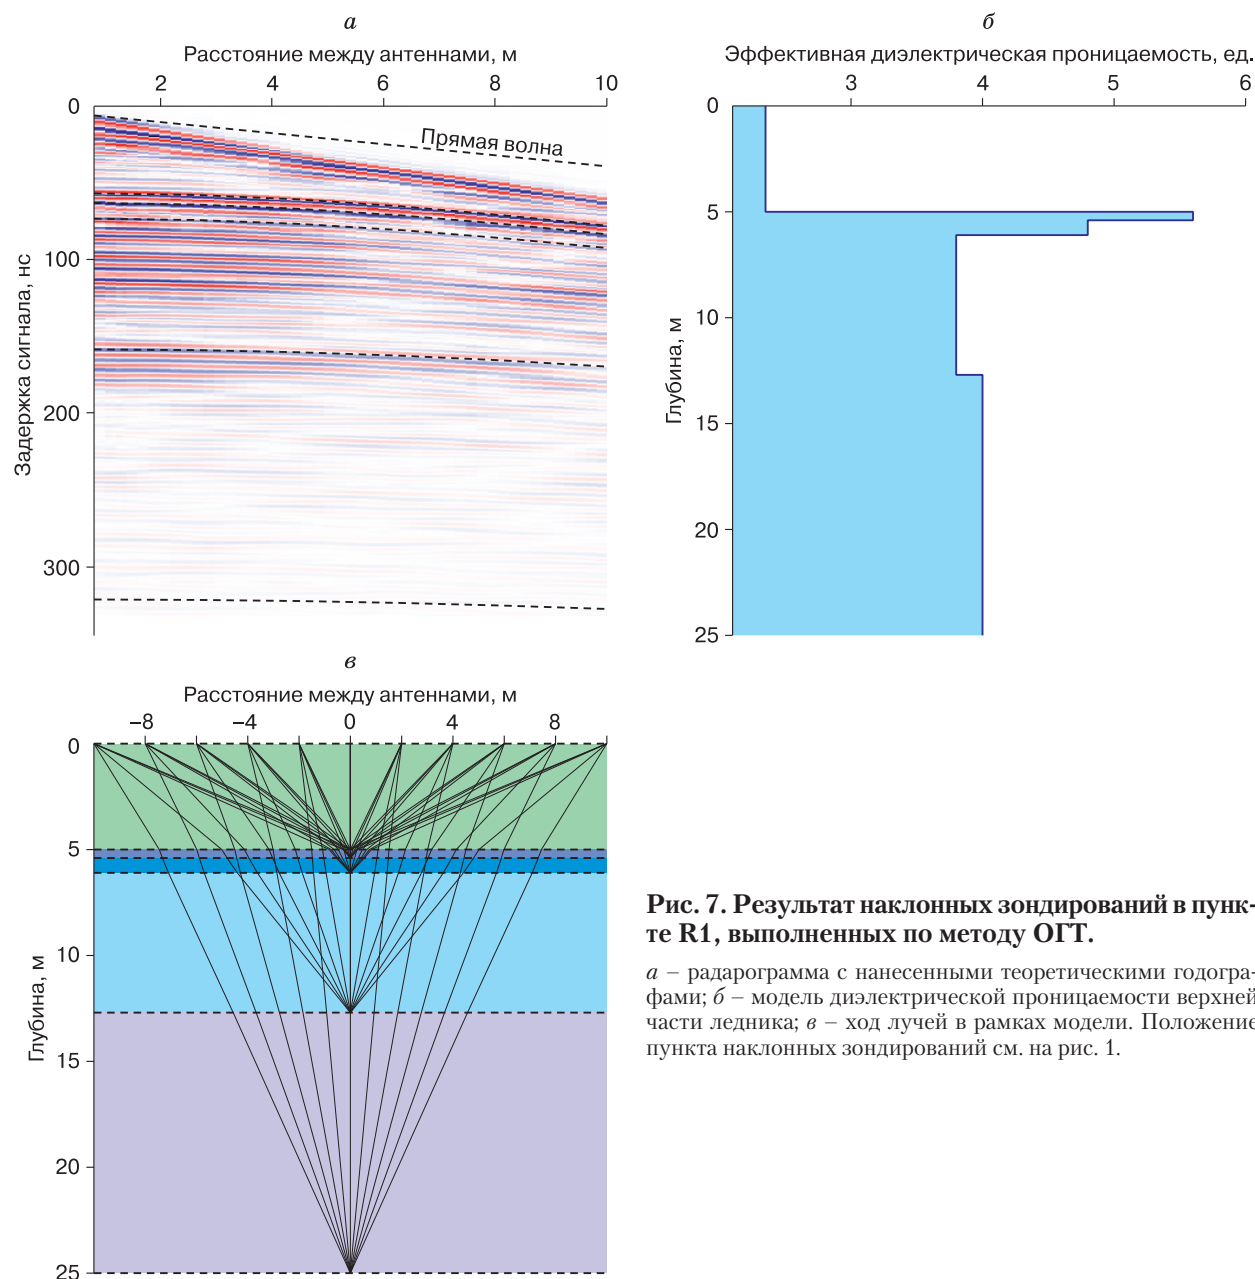 а
Расстояние между антеннами, м
2 4 6 8 10
0
100
200
300
Задержка сигнала, нс
Прямая волна
б
Эффективная диэлектрическая проницаемость, ед.
3 4 5 6
0
5
10
15
20
25
Глубина, м
в
Расстояние между антеннами, м
−8 −4 0 4 8
0
5
10
15
20
25
Глубина, м
Рис. 7. Результат наклонных зондирований в пунк-
те R1, выполненных по методу ОГТ.
а – радарограмма с нанесенными теоретическими годогра-
фами; б – модель диэлектрической проницаемости верхней
части ледника; в – ход лучей в рамках модели. Положение
пункта наклонных зондирований см. на рис. 1.